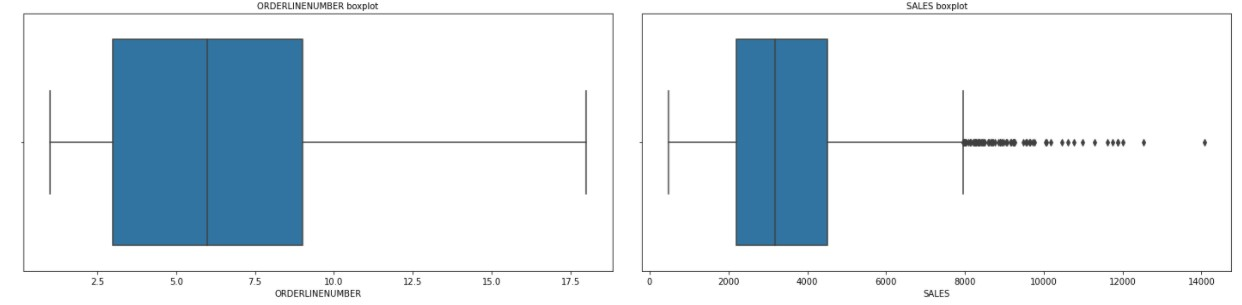 ORDERLINENUMBER boxplot
2.5 5.0 7.5 10.0 12.5 15.0 17.5
ORDERLINENUMBER
SALES boxplot
0 2000 4000 6000 8000 10000 12000 14000
SALES